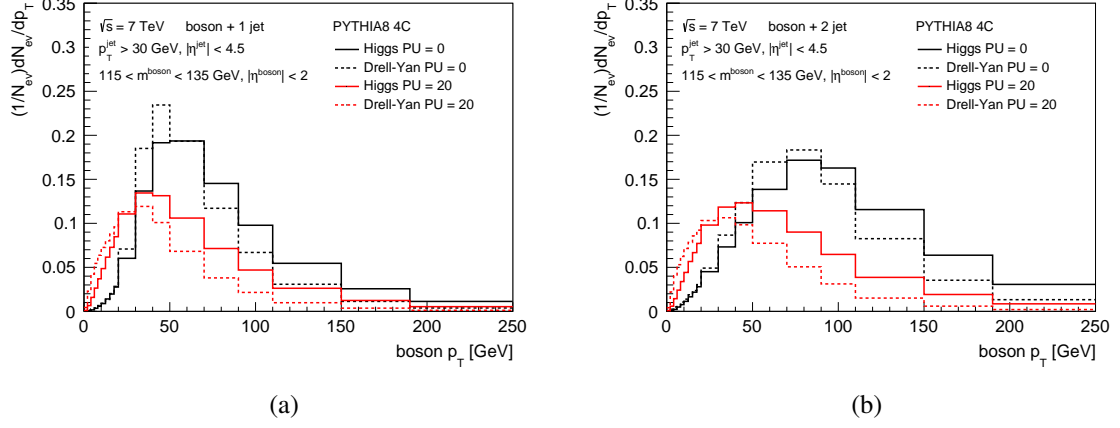 (1/N_ev)dN_ev/dp_T
0.35
0.3
0.25
0.2
0.15
0.1
0.05
0
√s = 7 TeV boson + 1 jet
p_T^jet > 30 GeV, |η^jet| < 4.5
115 < m^boson < 135 GeV, |η^boson| < 2
PYTHIA8 4C
Higgs PU = 0
Drell-Yan PU = 0
Higgs PU = 20
Drell-Yan PU = 20
0 50 100 150 200 250
boson p_T [GeV]
(a)
(1/N_ev)dN_ev/dp_T
0.35
0.3
0.25
0.2
0.15
0.1
0.05
0
√s = 7 TeV boson + 2 jet
p_T^jet > 30 GeV, |η^jet| < 4.5
115 < m^boson < 135 GeV, |η^boson| < 2
PYTHIA8 4C
Higgs PU = 0
Drell-Yan PU = 0
Higgs PU = 20
Drell-Yan PU = 20
0 50 100 150 200 250
boson p_T [GeV]
(b)